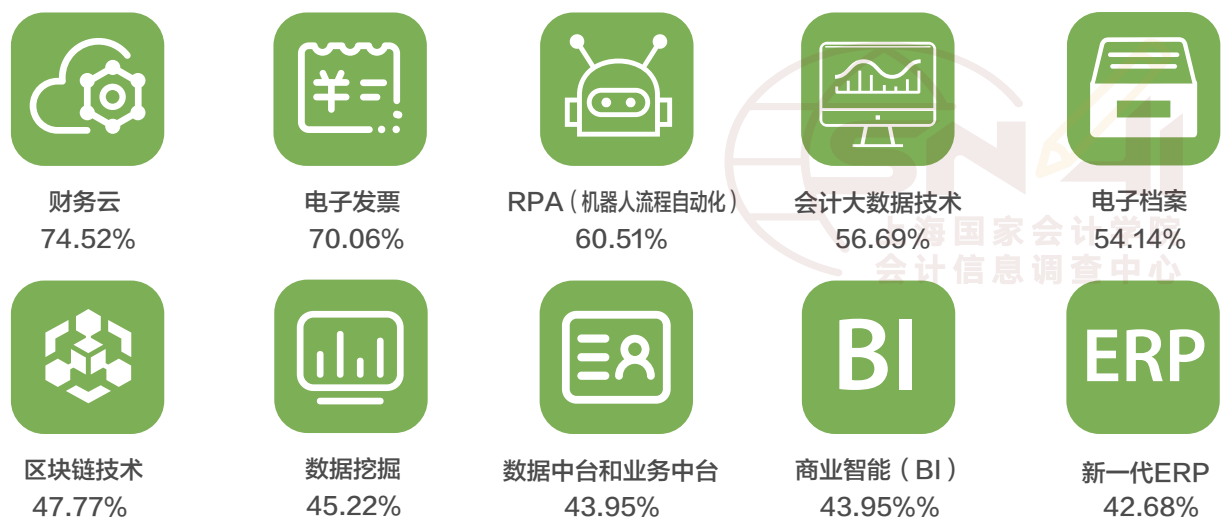 财务云
74.52%
电子发票
70.06%
RPA（机器人流程自动化）
60.51%
会计大数据技术
56.69%
电子档案
54.14%
SNAI
上海国家会计学院
会计信息调查中心
区块链技术
47.77%
数据挖掘
45.22%
数据中台和业务中台
43.95%
BI
商业智能（BI）
43.95%%
ERP
新一代ERP
42.68%